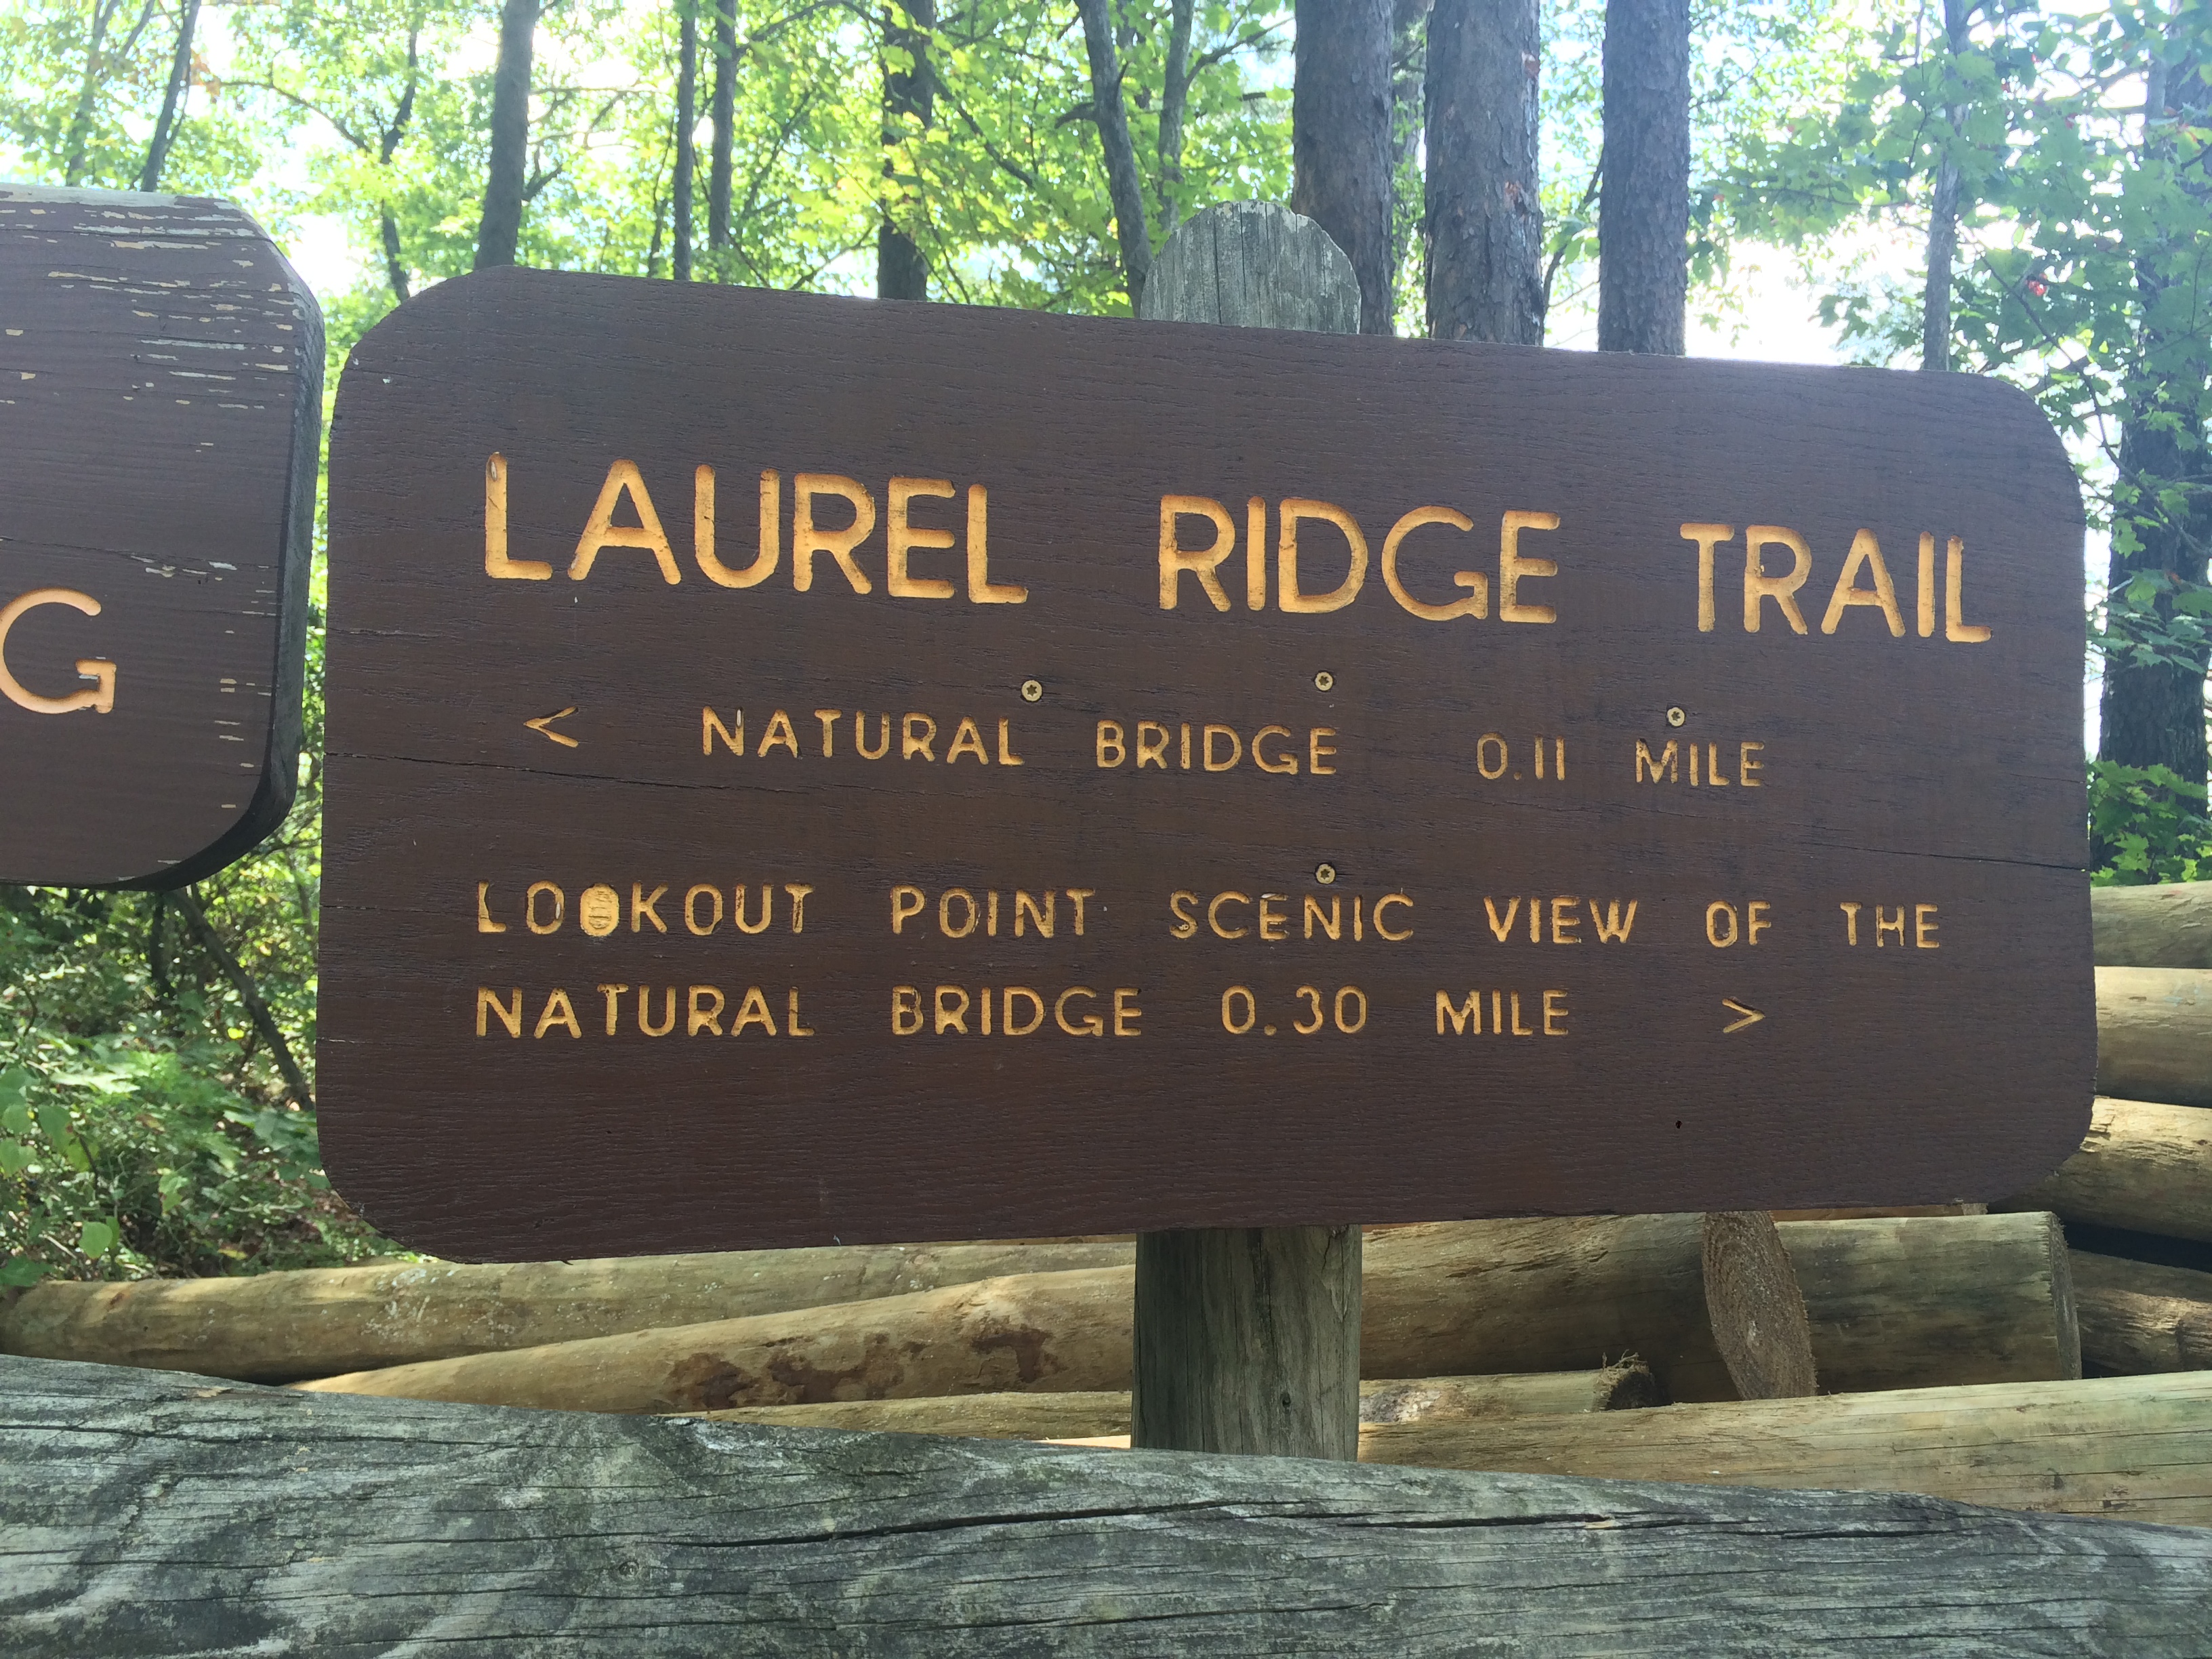 G
LAUREL RIDGE TRAIL
< NATURAL BRIDGE 0.11 MILE
LOOKOUT POINT SCENIC VIEW OF THE
NATURAL BRIDGE 0.30 MILE >